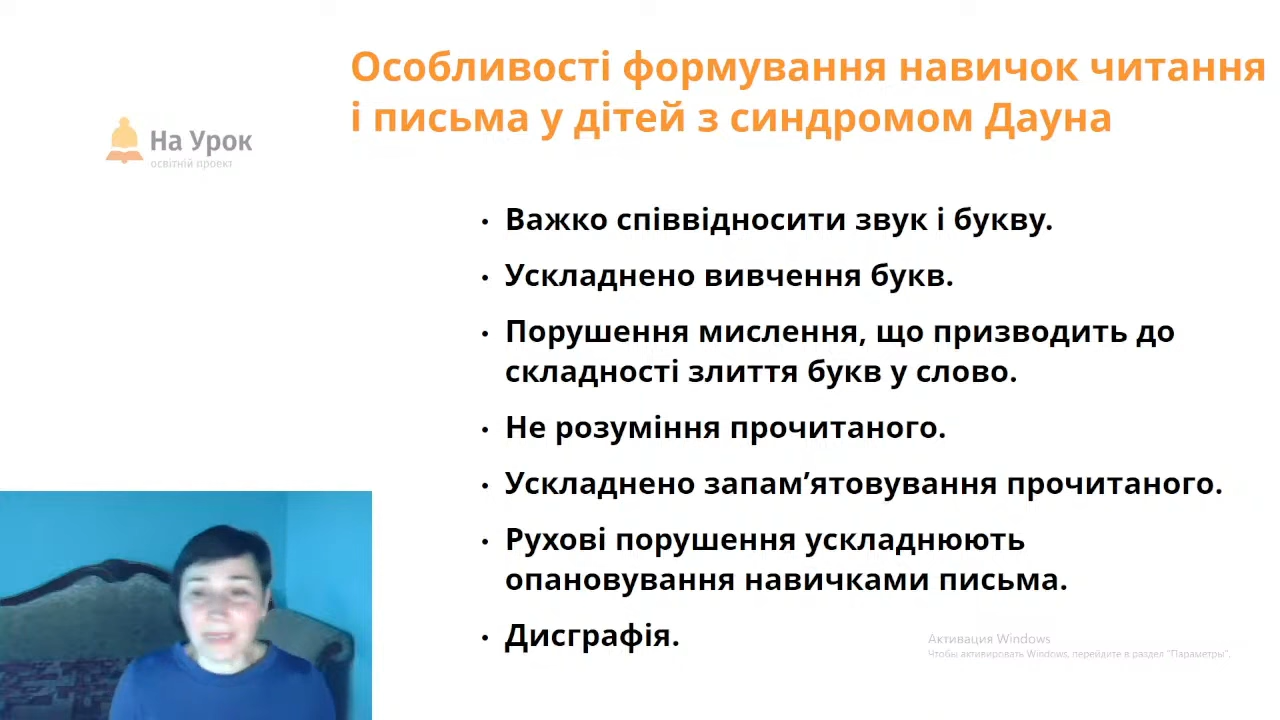 Особливості формування навичок читання
і письма у дітей з синдромом Дауна
На Урок
освітній проект
• Важко співвідносити звук і букву.
• Ускладнено вивчення букв.
• Порушення мислення, що призводить до
складності злиття букв у слово.
• Не розуміння прочитаного.
• Ускладнено запам’ятовування прочитаного.
• Рухові порушення ускладнюють
опановування навичками письма.
• Дисграфія.
Активация Windows
Чтобы активировать Windows, перейдите в раздел "Параметры".